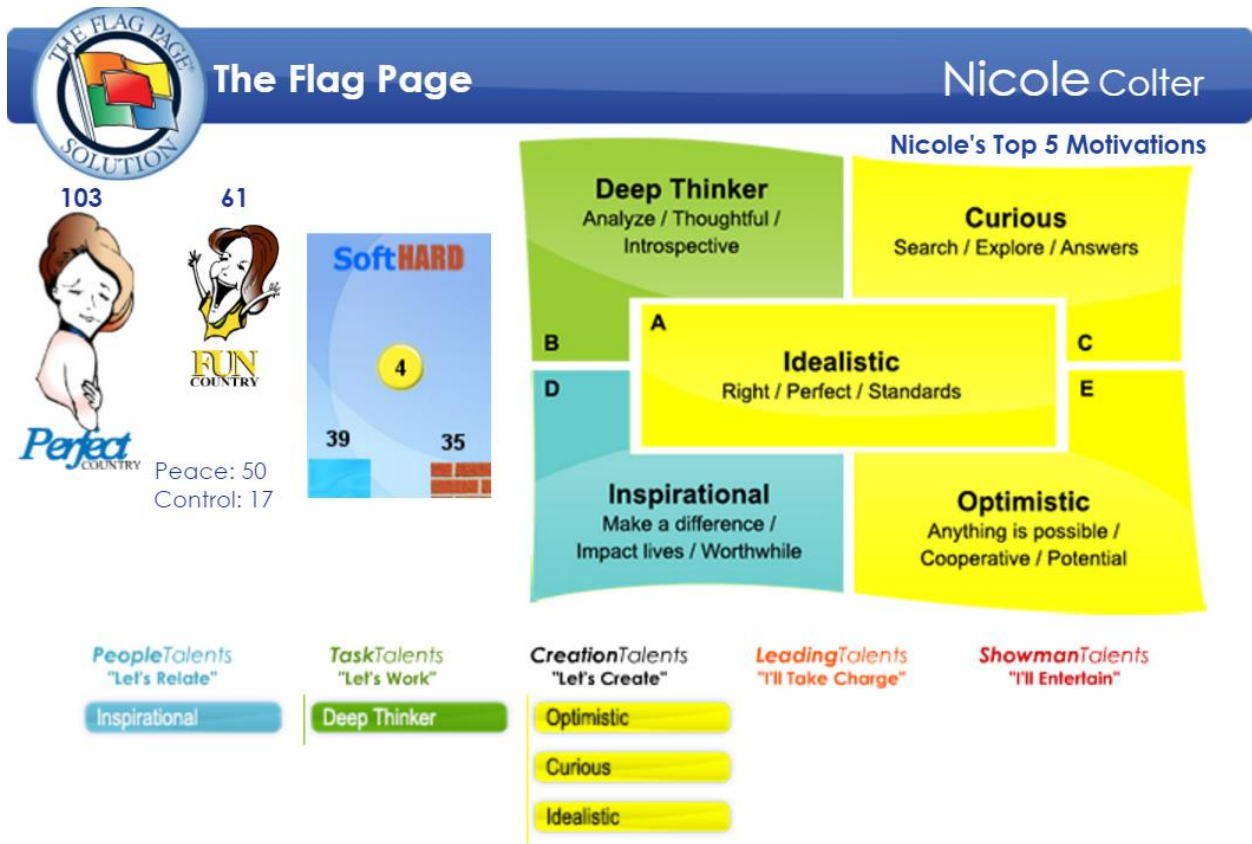 THE FLAG PAGE®
SOLUTION
The Flag Page
Nicole Colter
Nicole's Top 5 Motivations
103
61
Perfect
COUNTRY
FUN
COUNTRY
Peace: 50
Control: 17
SoftHARD
4
39
35
Deep Thinker
Analyze / Thoughtful /
Introspective
B
Curious
Search / Explore / Answers
C
A
Idealistic
Right / Perfect / Standards
D
Inspirational
Make a difference /
Impact lives / Worthwhile
E
Optimistic
Anything is possible /
Cooperative / Potential
PeopleTalents
"Let's Relate"
Inspirational
TaskTalents
"Let's Work"
Deep Thinker
CreationTalents
"Let's Create"
Optimistic
Curious
Idealistic
LeadingTalents
"I'll Take Charge"
ShowmanTalents
"I'll Entertain"